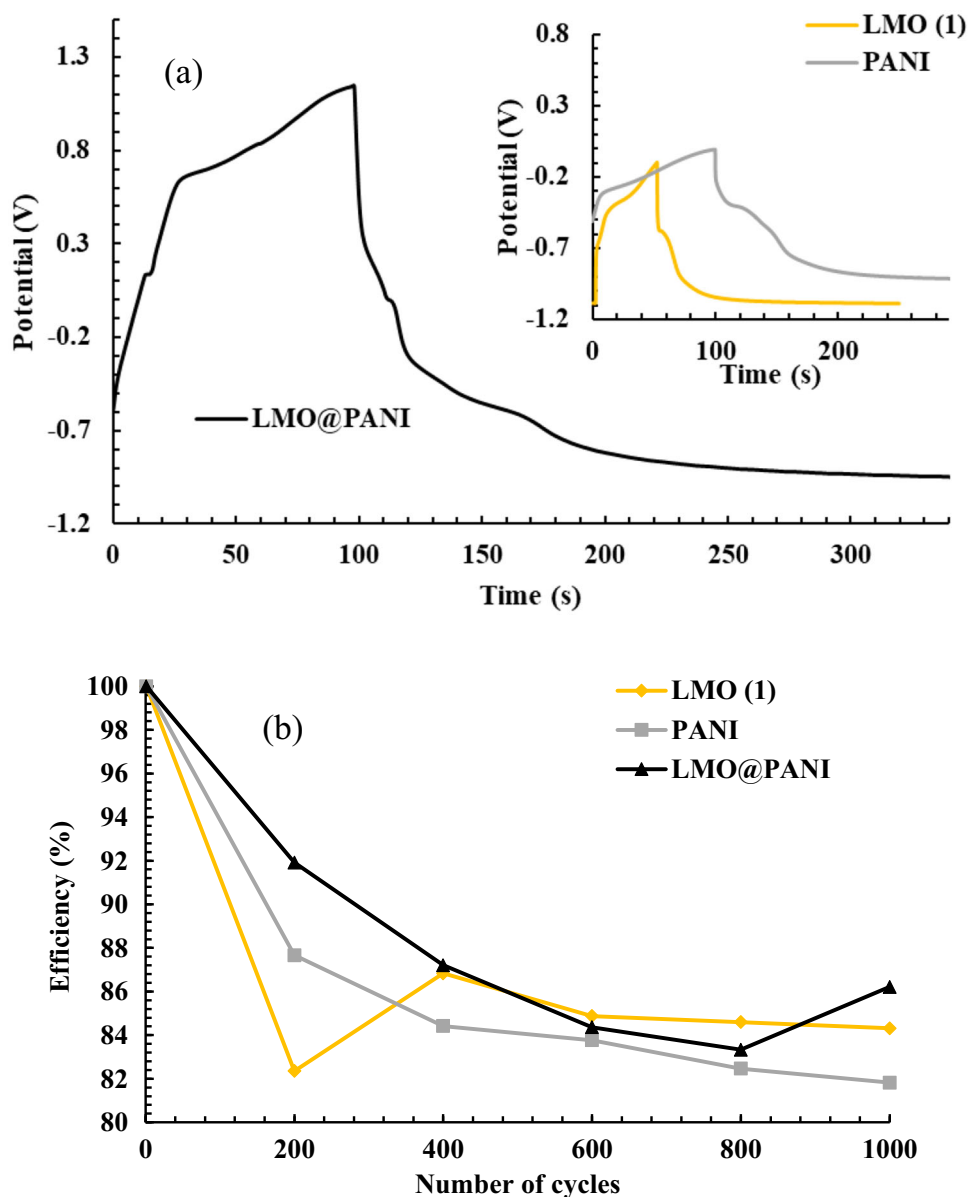 (a)
1.3
0.8
0.3
-0.2
-0.7
-1.2
Potential (V)
0 50 100 150 200 250 300
Time (s)
LMO@PANI
LMO (1)
PANI
0.8
0.3
-0.2
-0.7
-1.2
Potential (V)
0 100 200
Time (s)
(b)
100
98
96
94
92
90
88
86
84
82
80
Efficiency (%)
LMO (1)
PANI
LMO@PANI
0 200 400 600 800 1000
Number of cycles